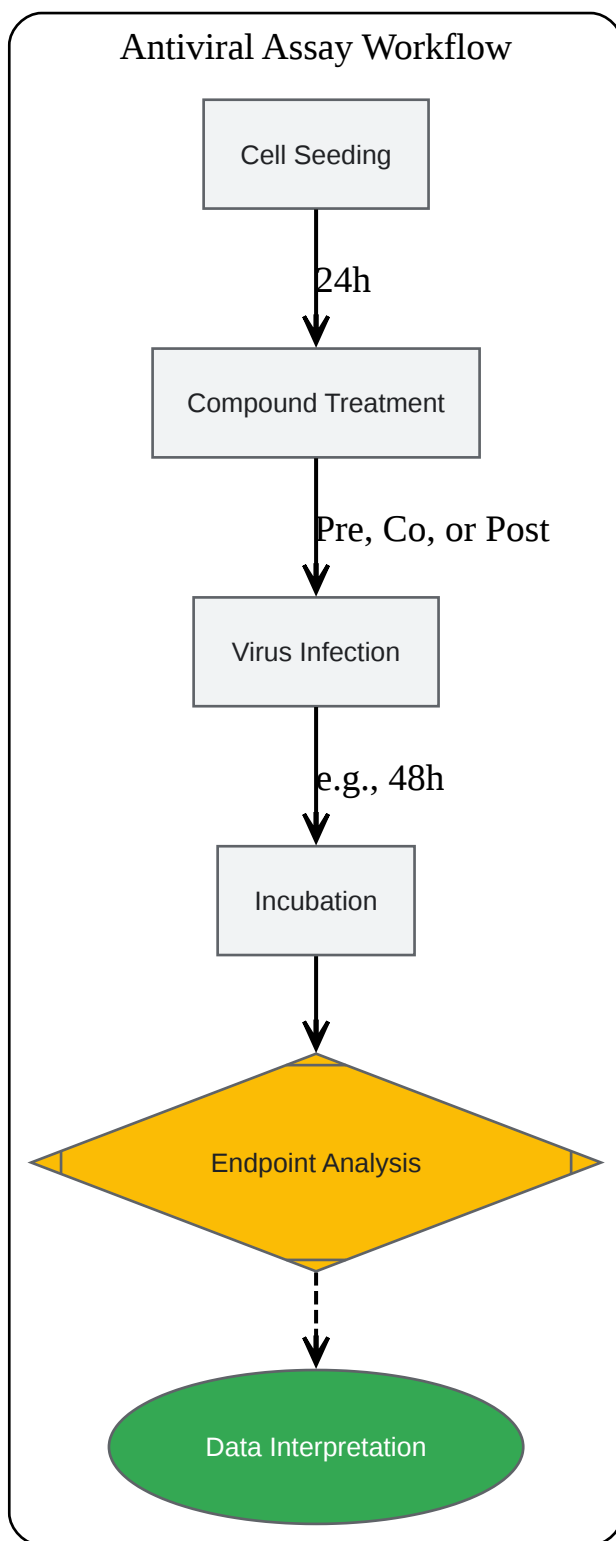 Antiviral Assay Workflow
Cell Seeding
24h
Compound Treatment
Pre, Co, or Post
Virus Infection
e.g., 48h
Incubation
Endpoint Analysis
Data Interpretation